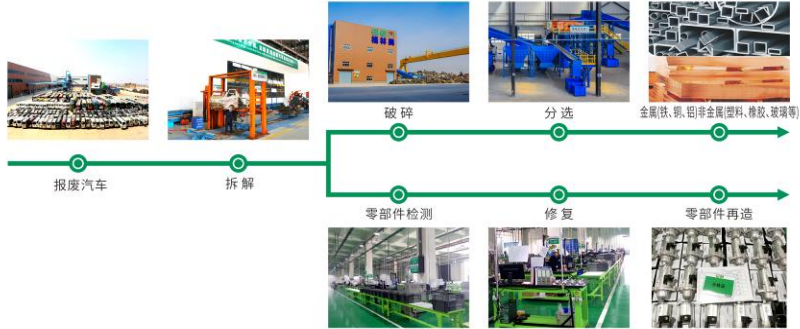 破碎
分选
金属(铁、铜、铝)非金属(塑料、橡胶、玻璃等)
报废汽车
拆解
零部件检测
修复
零部件再造